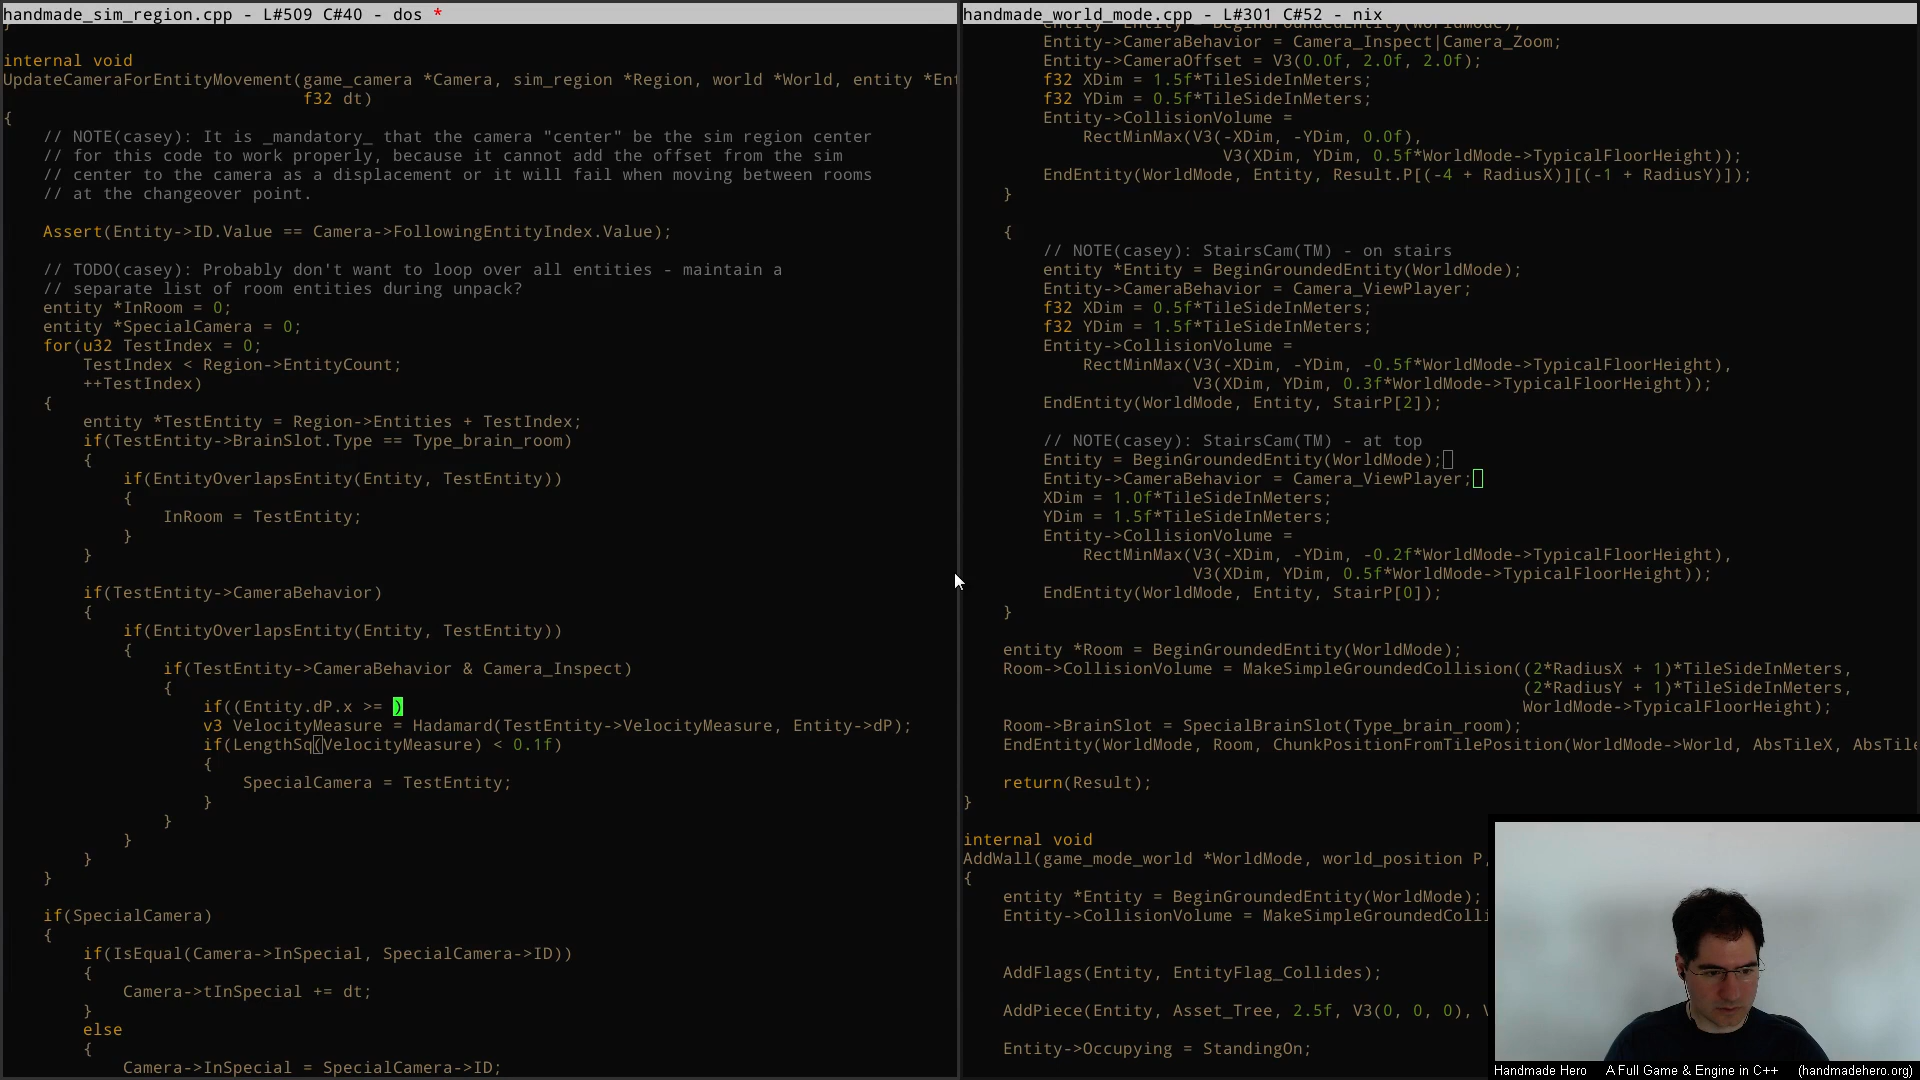 handmade_sim_region.cpp - L#509 C#40 - dos *
internal void
UpdateCameraForEntityMovement(game_camera *Camera, sim_region *Region, world *World, entity *Ent
f32 dt)
{
// NOTE(casey): It is _mandatory_ that the camera "center" be the sim region center
// for this code to work properly, because it cannot add the offset from the sim
// center to the camera as a displacement or it will fail when moving between rooms
// at the changeover point.
Assert(Entity->ID.Value == Camera->FollowingEntityIndex.Value);
// TODO(casey): Probably don't want to loop over all entities - maintain a
// separate list of room entities during unpack?
entity *InRoom = 0;
entity *SpecialCamera = 0;
for(u32 TestIndex = 0;
TestIndex < Region->EntityCount;
++TestIndex)
{
entity *TestEntity = Region->Entities + TestIndex;
if(TestEntity->BrainSlot.Type == Type_brain_room)
{
if(EntityOverlapsEntity(Entity, TestEntity))
{
InRoom = TestEntity;
}
}
if(TestEntity->CameraBehavior)
{
if(EntityOverlapsEntity(Entity, TestEntity))
{
if(TestEntity->CameraBehavior & Camera_Inspect)
{
if((Entity.dP.x >= )
v3 VelocityMeasure = Hadamard(TestEntity->VelocityMeasure, Entity->dP);
if(LengthSq(VelocityMeasure) < 0.1f)
{
SpecialCamera = TestEntity;
}
}
}
}
}
if(SpecialCamera)
{
if(IsEqual(Camera->InSpecial, SpecialCamera->ID))
{
Camera->tInSpecial += dt;
}
else
{
Camera->InSpecial = SpecialCamera->ID;
handmade_world_mode.cpp - L#301 C#52 - nix
Entity->CameraBehavior = Camera_Inspect|Camera_Zoom;
Entity->CameraOffset = V3(0.0f, 2.0f, 2.0f);
f32 XDim = 1.5f*TileSideInMeters;
f32 YDim = 0.5f*TileSideInMeters;
Entity->CollisionVolume =
RectMinMax(V3(-XDim, -YDim, 0.0f),
V3(XDim, YDim, 0.5f*WorldMode->TypicalFloorHeight));
EndEntity(WorldMode, Entity, Result.P[(-4 + RadiusX)][(-1 + RadiusY)]);
}
{
// NOTE(casey): StairsCam(TM) - on stairs
entity *Entity = BeginGroundedEntity(WorldMode);
Entity->CameraBehavior = Camera_ViewPlayer;
f32 XDim = 0.5f*TileSideInMeters;
f32 YDim = 1.5f*TileSideInMeters;
Entity->CollisionVolume =
RectMinMax(V3(-XDim, -YDim, -0.5f*WorldMode->TypicalFloorHeight),
V3(XDim, YDim, 0.3f*WorldMode->TypicalFloorHeight));
EndEntity(WorldMode, Entity, StairP[2]);
// NOTE(casey): StairsCam(TM) - at top
Entity = BeginGroundedEntity(WorldMode);
Entity->CameraBehavior = Camera_ViewPlayer;
XDim = 1.0f*TileSideInMeters;
YDim = 1.5f*TileSideInMeters;
Entity->CollisionVolume =
RectMinMax(V3(-XDim, -YDim, -0.2f*WorldMode->TypicalFloorHeight),
V3(XDim, YDim, 0.5f*WorldMode->TypicalFloorHeight));
EndEntity(WorldMode, Entity, StairP[0]);
}
entity *Room = BeginGroundedEntity(WorldMode);
Room->CollisionVolume = MakeSimpleGroundedCollision((2*RadiusX + 1)*TileSideInMeters,
(2*RadiusY + 1)*TileSideInMeters,
WorldMode->TypicalFloorHeight);
Room->BrainSlot = SpecialBrainSlot(Type_brain_room);
EndEntity(WorldMode, Room, ChunkPositionFromTilePosition(WorldMode->World, AbsTileX, AbsTile
return(Result);
}
internal void
AddWall(game_mode_world *WorldMode, world_position P,
{
entity *Entity = BeginGroundedEntity(WorldMode);
Entity->CollisionVolume = MakeSimpleGroundedColli
AddFlags(Entity, EntityFlag_Collides);
AddPiece(Entity, Asset_Tree, 2.5f, V3(0, 0, 0), V
Entity->Occupying = StandingOn;
Handmade Hero A Full Game & Engine in C++ (handmadehero.org)